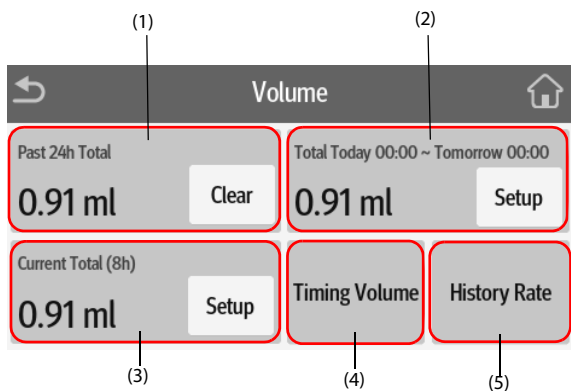 (1)
(2)
Volume
Past 24h Total
0.91 ml
Clear
Total Today 00:00 ~ Tomorrow 00:00
0.91 ml
Setup
Current Total (8h)
0.91 ml
Setup
Timing Volume
History Rate
(3)
(4)
(5)